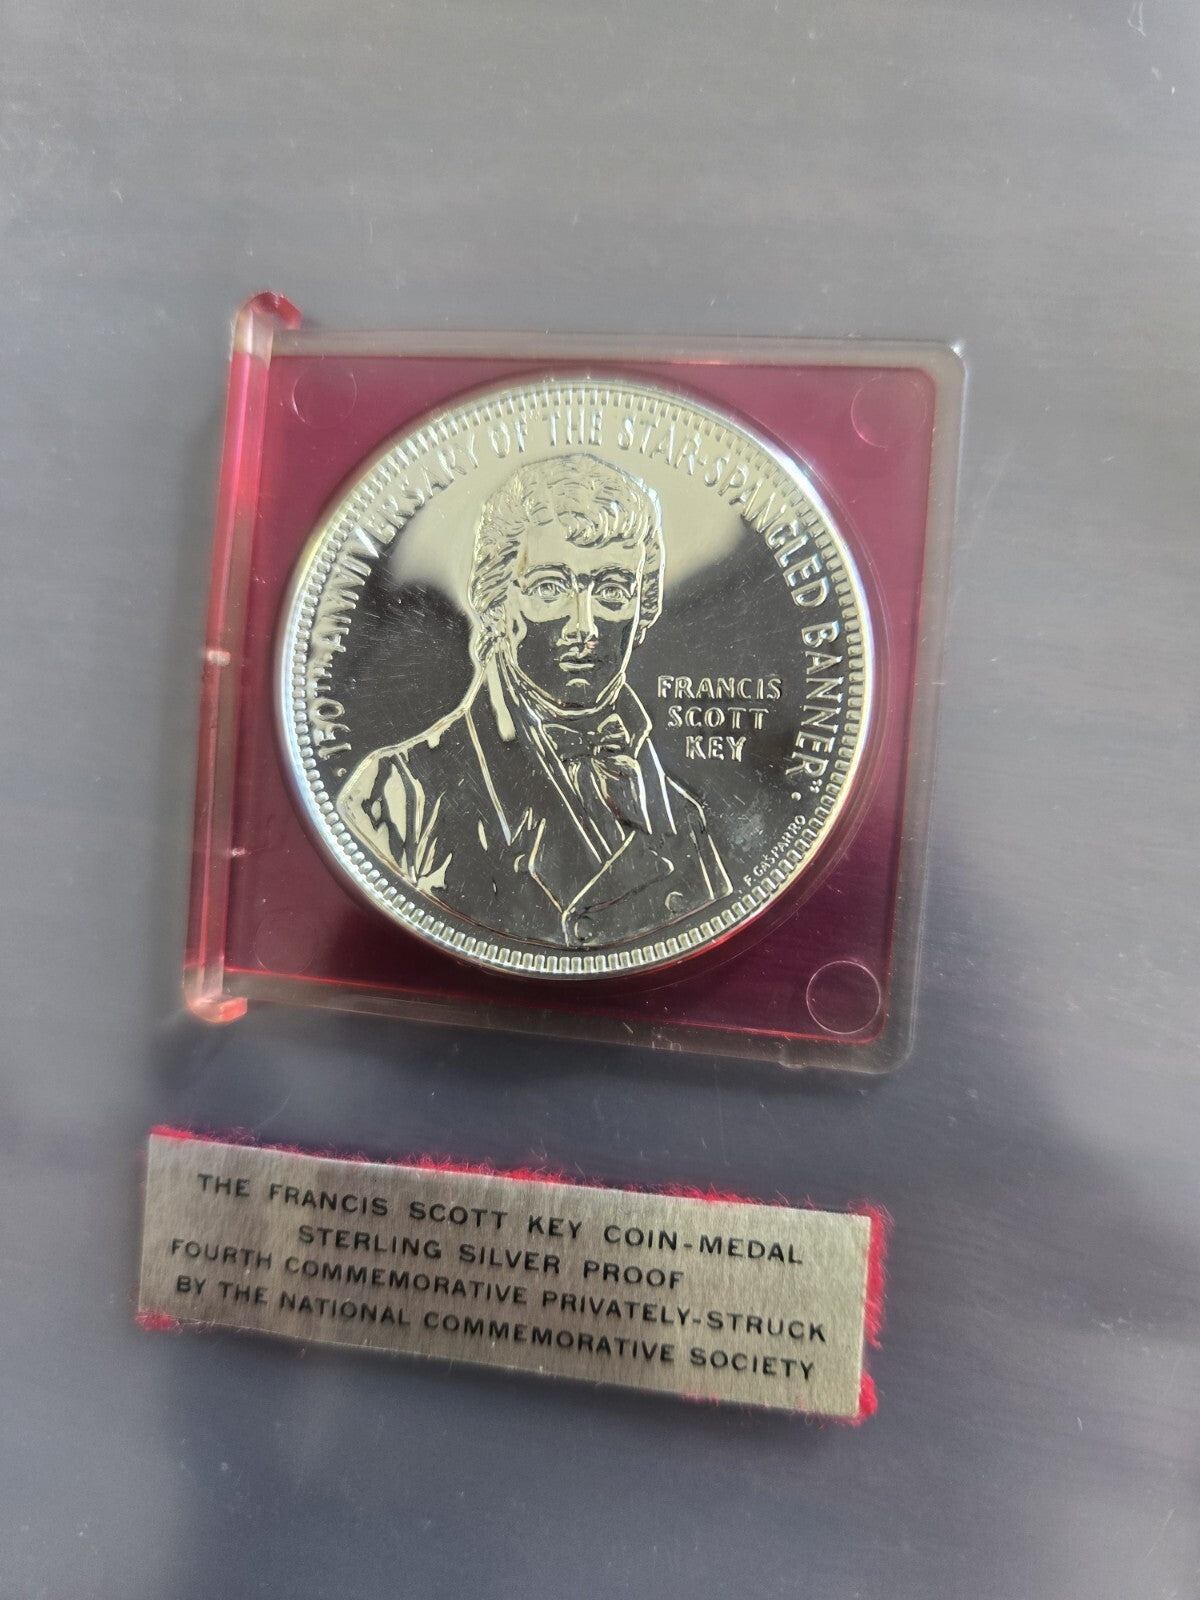 150TH ANNIVERSARY OF THE "STAR-SPANGLED BANNER"
FRANCIS
SCOTT
KEY
F. GASPARRO
THE FRANCIS SCOTT KEY COIN-MEDAL
STERLING SILVER PROOF
FOURTH COMMEMORATIVE PRIVATELY-STRUCK
BY THE NATIONAL COMMEMORATIVE SOCIETY